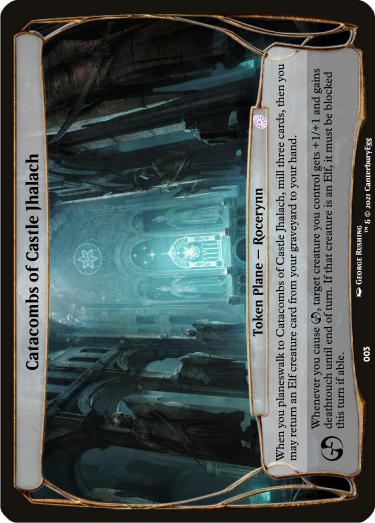 Catacombs of Castle Jhalach
Token Plane — Rocerynn
When you planeswalk to Catacombs of Castle Jhalach, mill three cards, then you
may return an Elf creature card from your graveyard to your hand.
Whenever you cause , target creature you control gets +1/+1 and gains
deathtouch until end of turn. If that creature is an Elf, it must be blocked
this turn if able.
003
George Rushing
™ & © 2021 CanterburyEgg